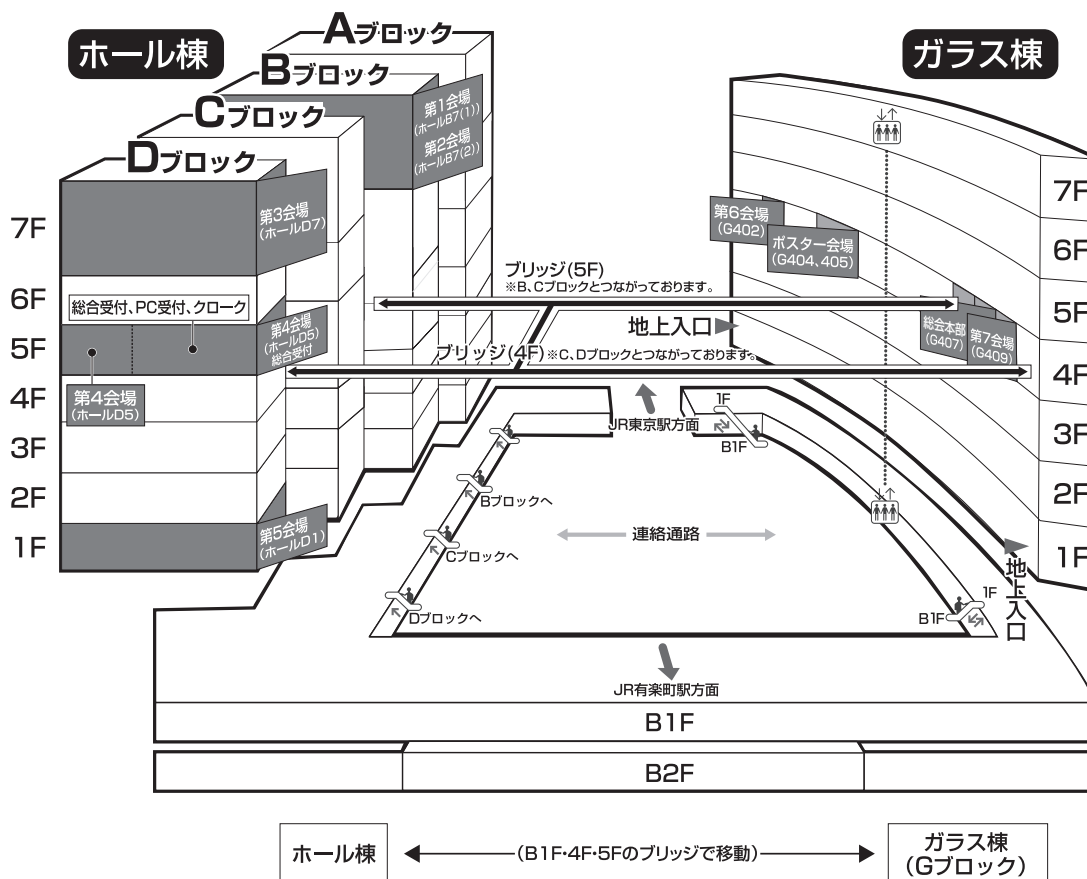 ホール棟
ガラス棟
Aブロック
Bブロック
Cブロック
Dブロック
第1会場
(ホールB7(1))
第2会場
(ホールB7(2))
第3会場
(ホールD7)
7F
6F
5F
4F
3F
2F
1F
総合受付、PC受付、クローク
第4会場
(ホールD5)
総合受付
第4会場
(ホールD5)
第5会場
(ホールD1)
第6会場
(G402)
ポスター会場
(G404、405)
総会本部
(G407)
第7会場
(G409)
7F
6F
5F
4F
3F
2F
1F
ブリッジ(5F)
※B、Cブロックとつながっております。
地上入口
ブリッジ(4F) ※C、Dブロックとつながっております。
JR東京駅方面
1F
B1F
Bブロックへ
Cブロックへ
Dブロックへ
連絡通路
1F
B1F
地上入口
JR有楽町駅方面
B1F
B2F
ホール棟
(B1F・4F・5Fのブリッジで移動)
ガラス棟
(Gブロック)